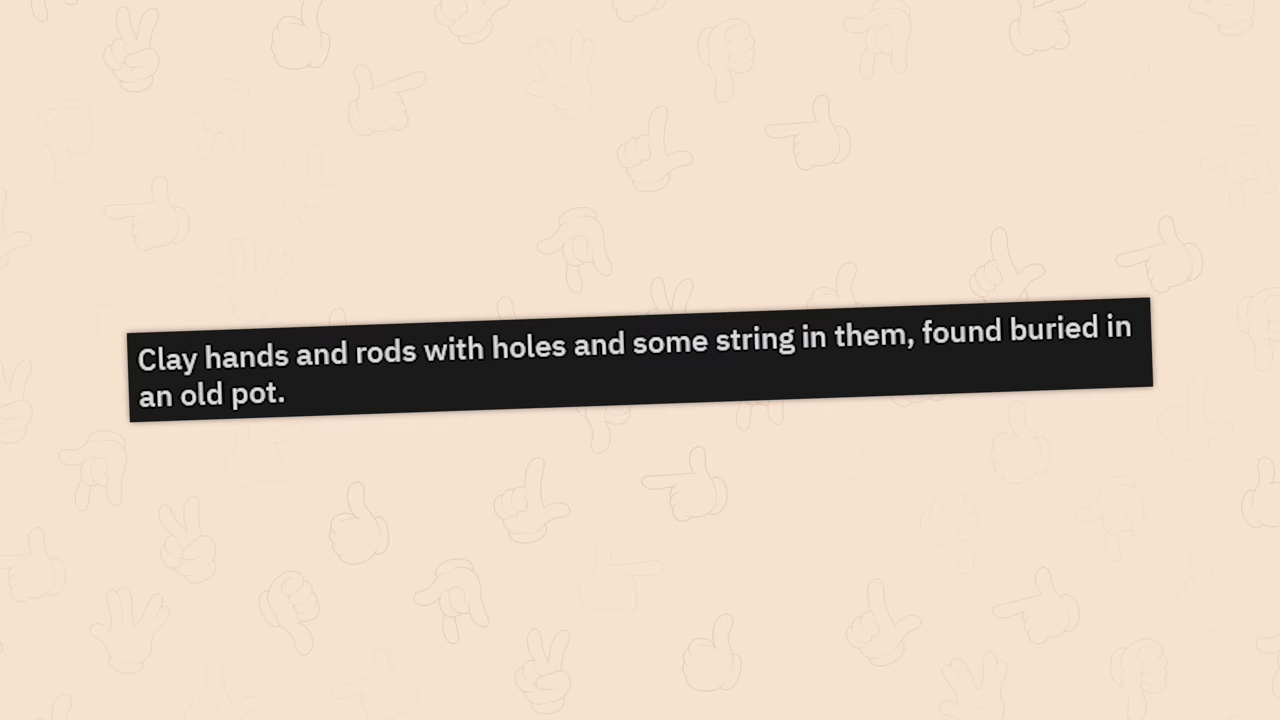 Clay hands and rods with holes and some string in them, found buried in
an old pot.